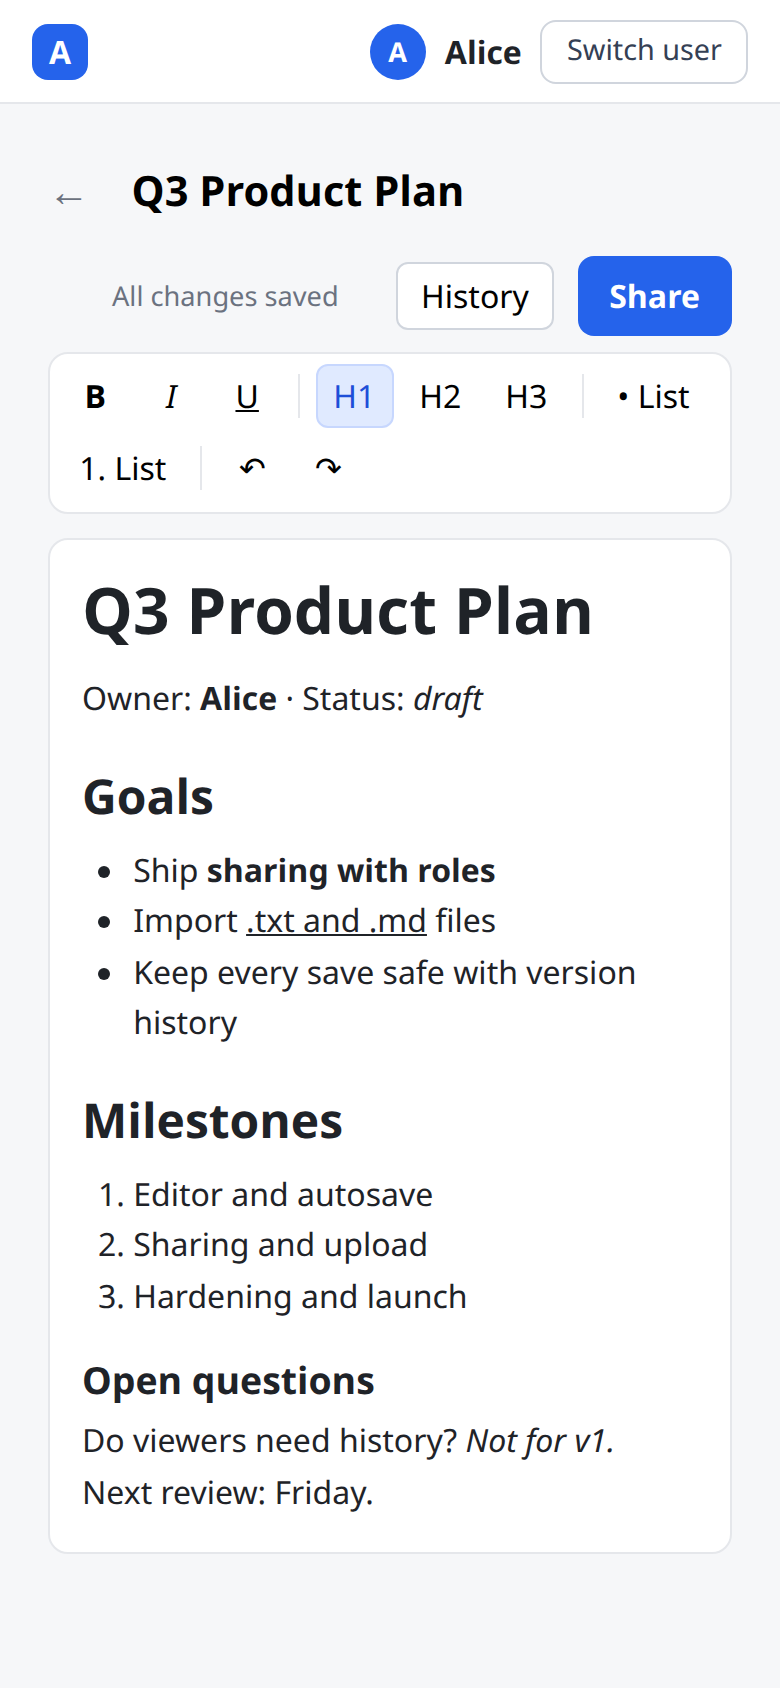 A
A Alice Switch user
← Q3 Product Plan
All changes saved History Share
B I U H1 H2 H3 • List
1. List ↶ ↷
Q3 Product Plan
Owner: Alice · Status: draft
Goals
• Ship sharing with roles
• Import .txt and .md files
• Keep every save safe with version
history
Milestones
1. Editor and autosave
2. Sharing and upload
3. Hardening and launch
Open questions
Do viewers need history? Not for v1.
Next review: Friday.